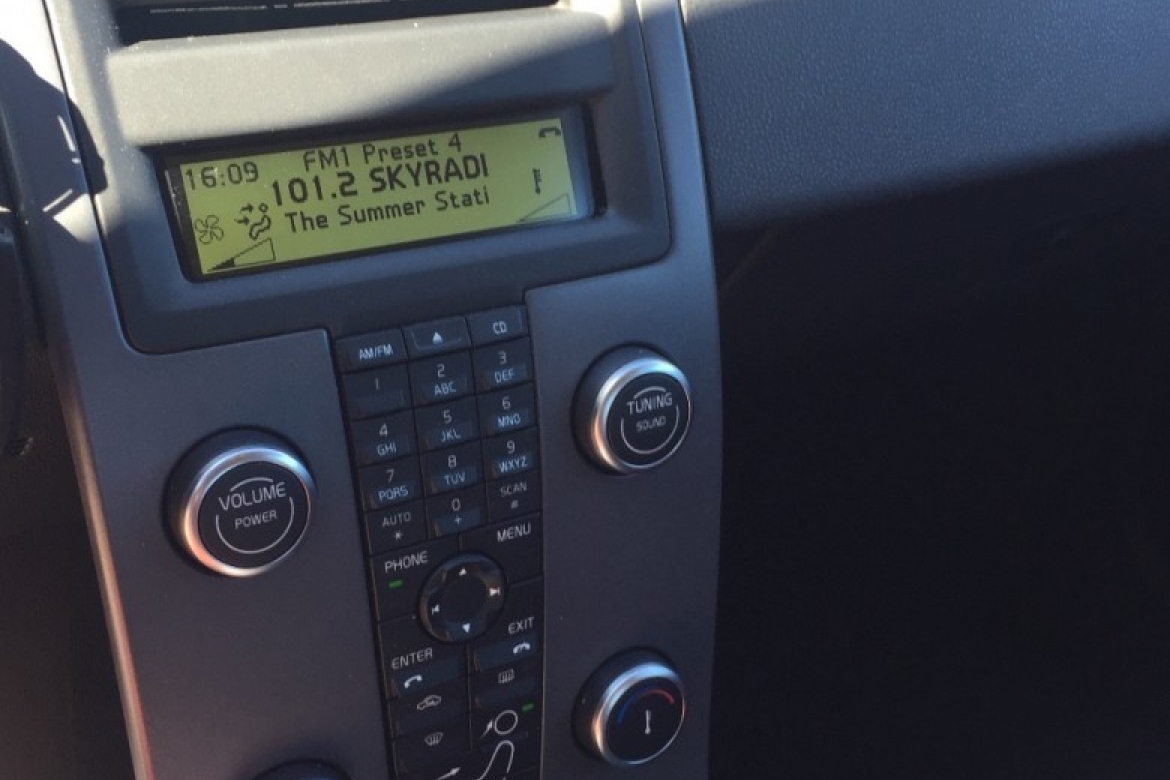 16:09
FM1 Preset 4
101.2 SKYRADI
The Summer Stati
AM/FM
CD
1
2
ABC
3
DEF
4
GHI
5
JKL
6
MNO
7
PQRS
8
TUV
9
WXYZ
AUTO
*
0
+
SCAN
#
VOLUME
POWER
TUNING
SOUND
PHONE
MENU
ENTER
EXIT